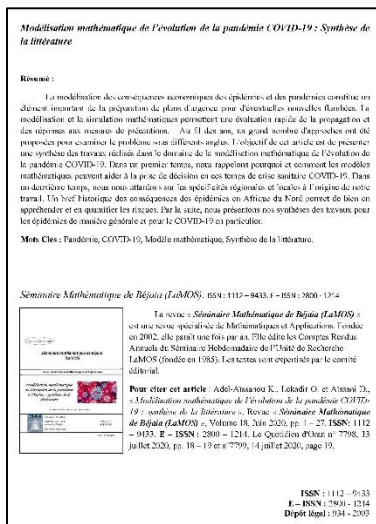 Modélisation mathématique de l'évolution de la pandémie COVID-19 : Synthèse de
la littérature
Résumé :
La modélisation des conséquences économiques des épidémies et des pandémies constitue un
élément important de la préparation de plans d'urgence pour d'éventuelles nouvelles flambées. La
modélisation et la simulation mathématiques permettent une évaluation rapide de la propagation et
des réponses aux mesures de précautions. Au fil des ans, un grand nombre d'approches ont été
proposées pour examiner le problème sous différents angles. L'objectif de cet article est de présenter
une synthèse des travaux réalisés dans le domaine de la modélisation mathématique de l'évolution de
la pandémie COVID-19. Dans un premier temps, nous rappelons pourquoi et comment les modèles
mathématiques peuvent aider à la prise de décision en ces temps de crise sanitaire COVID-19. Dans
un deuxième temps, nous nous attardons sur les spécificités régionales et locales à l'origine de notre
travail. Un bref historique des conséquences des épidémies en Afrique du Nord permet de bien en
appréhender et en quantifier les risques. Par la suite, nous présentons nos synthèses des travaux pour
les épidémies de manière générale et pour le COVID-19 en particulier.
Mots Clés : Pandémie, COVID-19, Modèle mathématique, Synthèse de la littérature.
Séminaire Mathématique de Béjaia (LaMOS). ISSN : 1112 – 9433. E – ISSN : 2800 - 1214
La revue « Séminaire Mathématique de Béjaia (LaMOS) »
est une revue spécialisée de Mathématiques et Applications. Fondée
en 2002, elle paraît une fois par an. Elle édite les Comptes Rendus
Annuels du Séminaire Hebdomadaire de l'Unité de Recherche
LaMOS (fondée en 1985). Les textes sont expertisés par le comité
éditorial.
Pour citer cet article : Adel-Aissanou K., Lekadir O. et Aissani D.,
« Modélisation mathématique de l'évolution de la pandémie COVID-
19 : synthèse de la littérature », Revue « Séminaire Mathématique
de Béjaia (LaMOS) », Volume 18, Juin 2020, pp. 1 – 27. ISSN: 1112
– 9433. E – ISSN : 2800 – 1214. Le Quotidien d'Oran n° 7798, 13
juillet 2020, pp. 18 – 19 et n°7799, 14 juillet 2020, page 19.
ISSN : 1112 – 9433
E – ISSN : 2800 - 1214
Dépôt légal : 934 - 2003